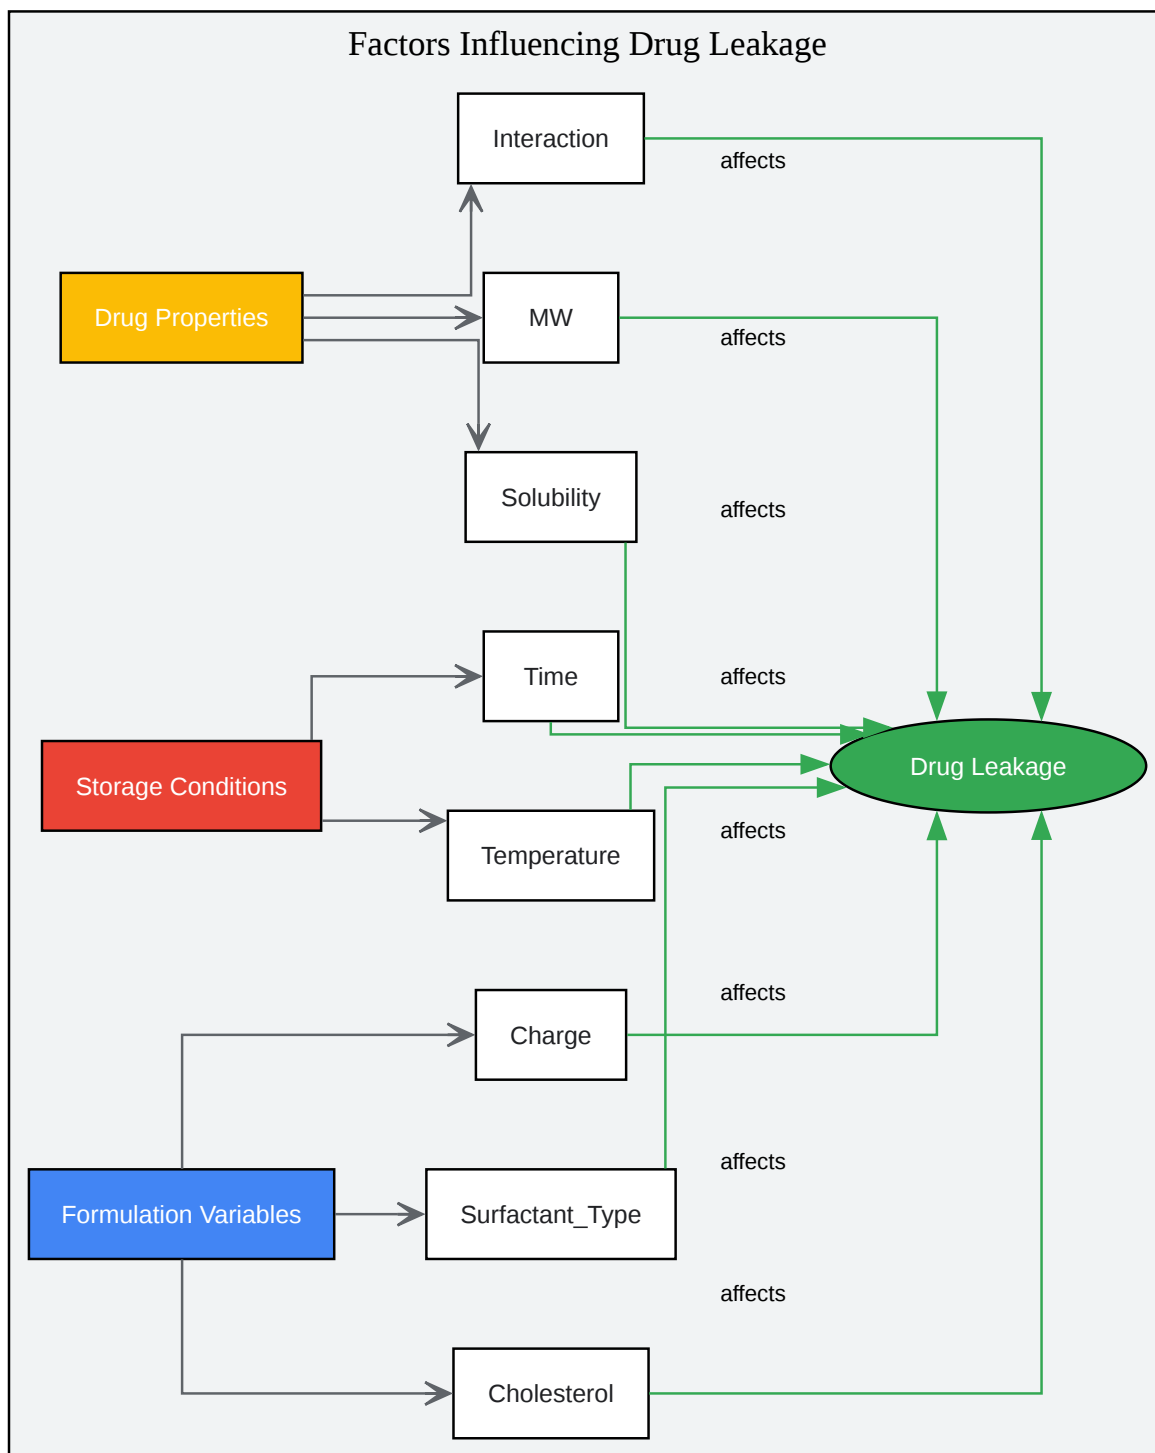 Factors Influencing Drug Leakage
Interaction
affects
Drug Properties
MW
affects
Solubility
affects
Time
affects
Drug Leakage
Storage Conditions
affects
Temperature
affects
Charge
affects
Formulation Variables
Surfactant_Type
affects
Cholesterol